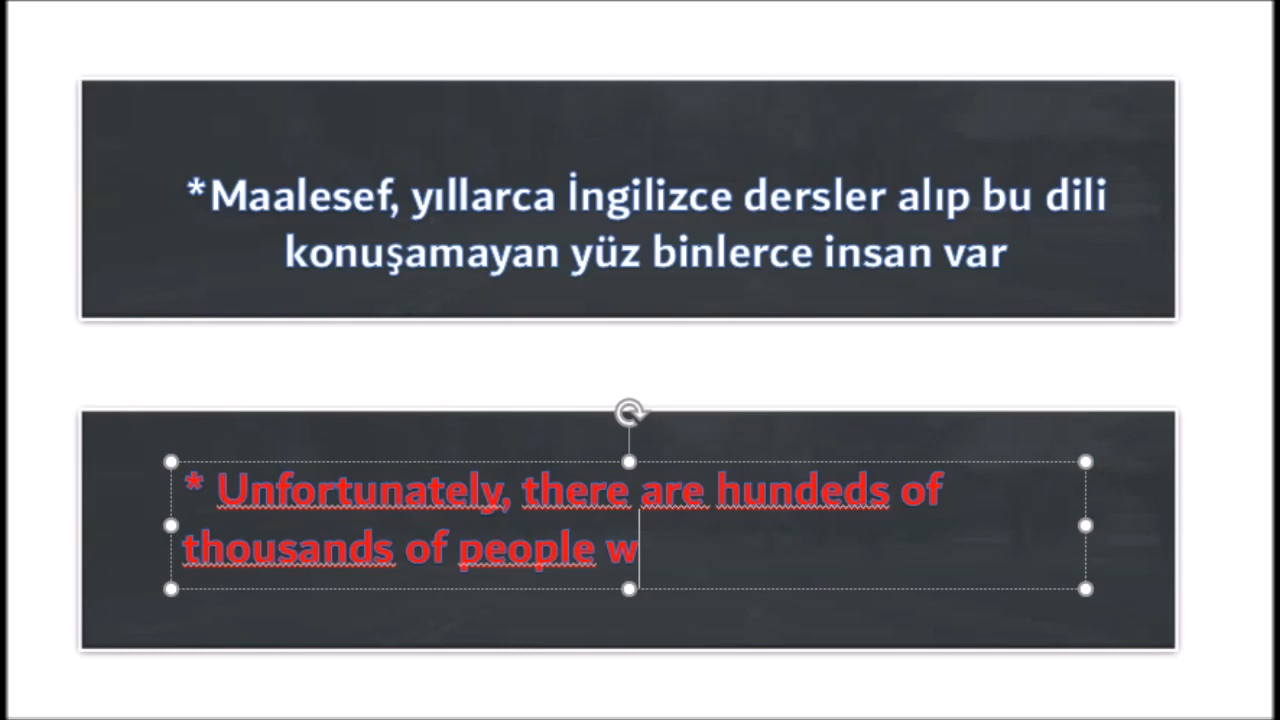 *Maalesef, yıllarca İngilizce dersler alıp bu dili
konuşamayan yüz binlerce insan var
* Unfortunately, there are hundeds of
thousands of people w